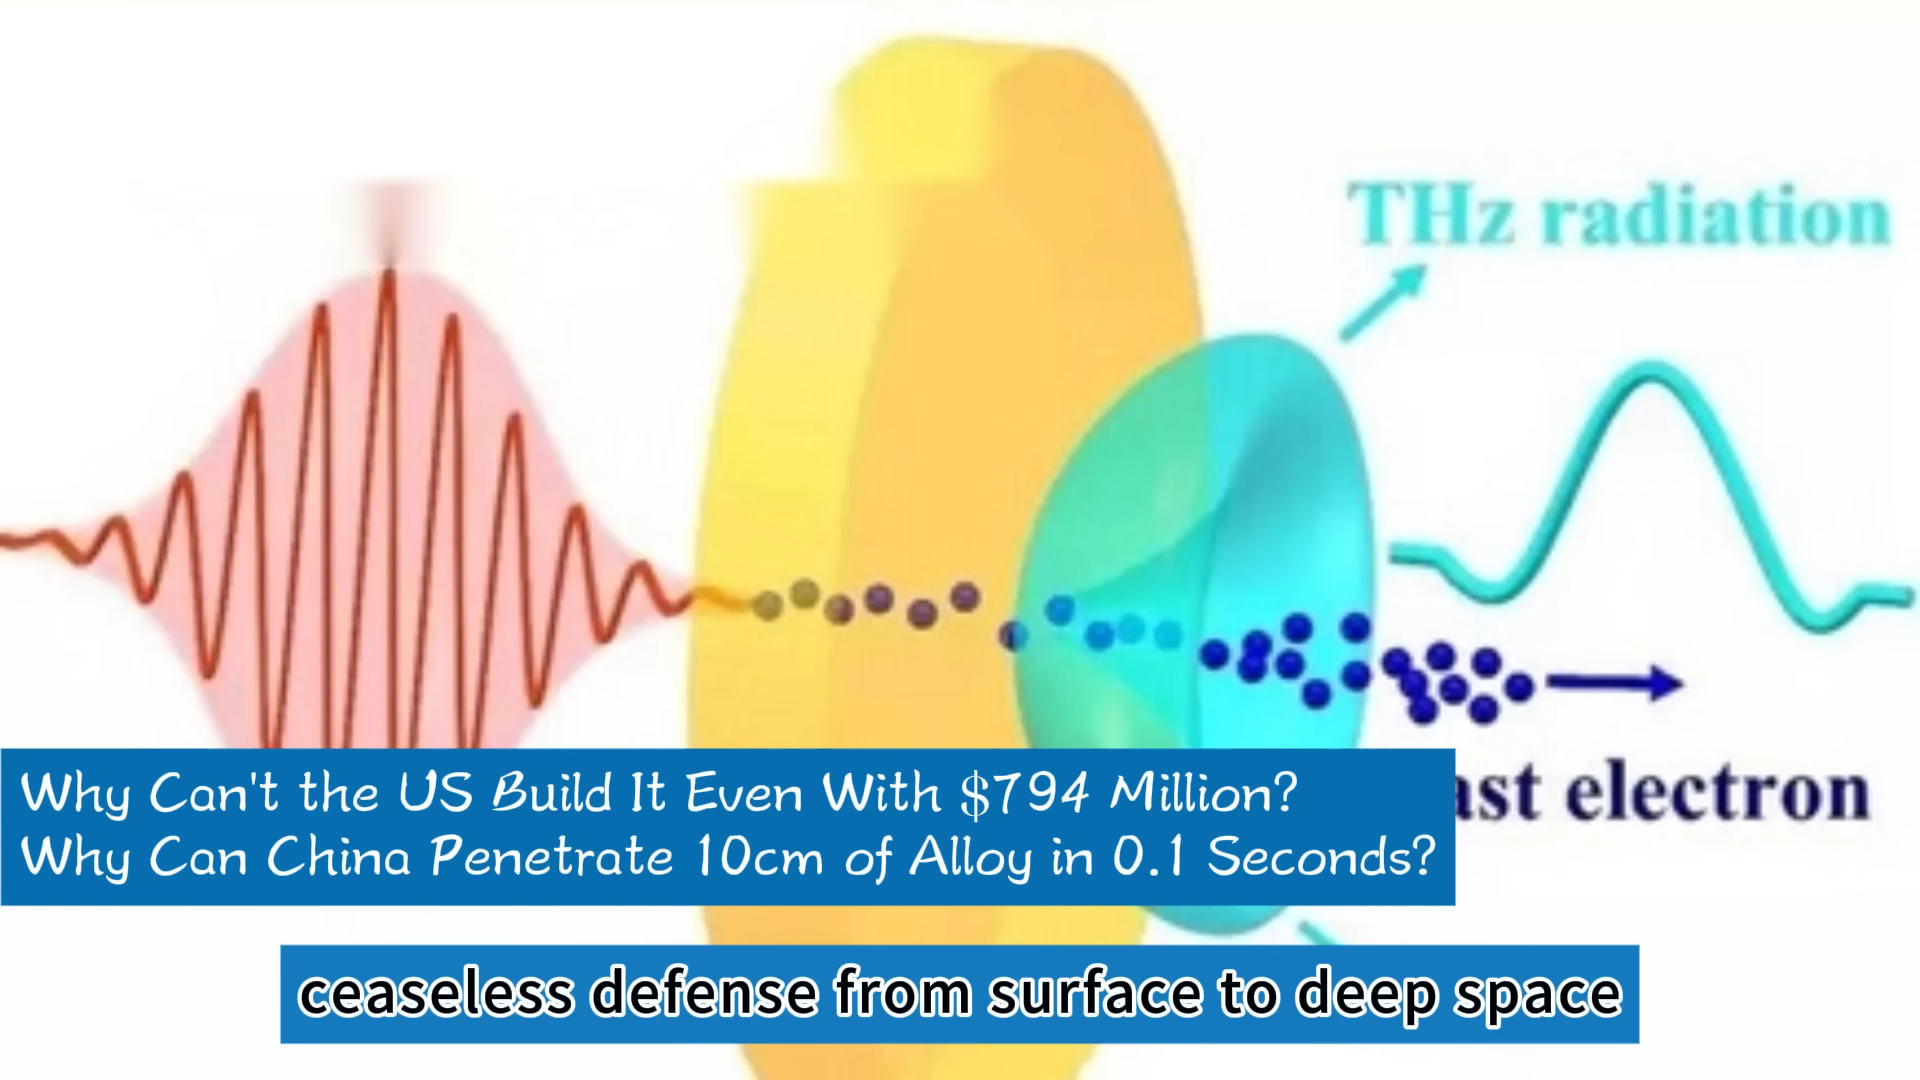 THz radiation
Why Can't the US Build It Even With $794 Million?
Why Can China Penetrate 10cm of Alloy in 0.1 Seconds?
electron
ceaseless defense from surface to deep space